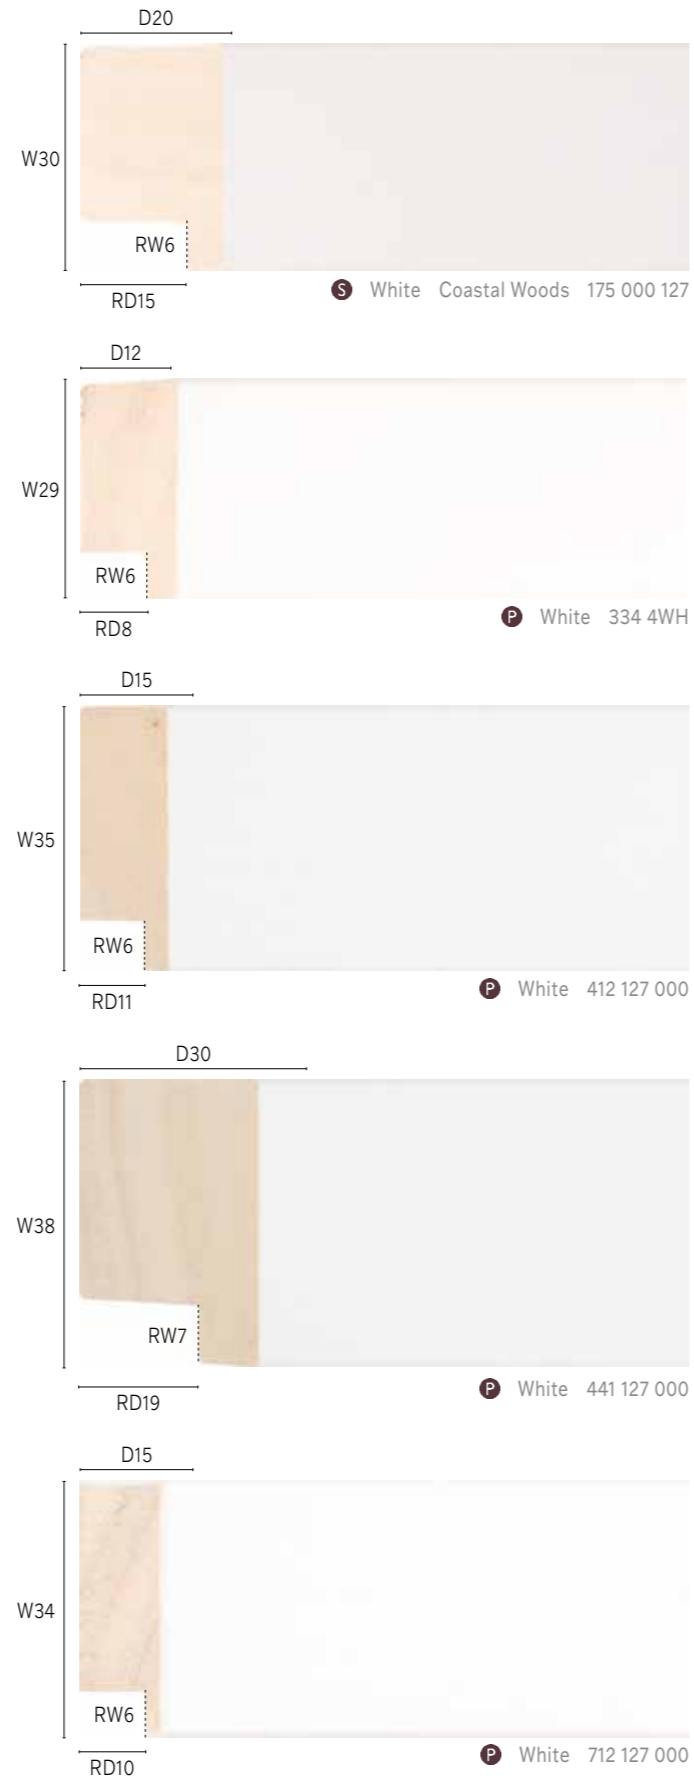 D20
W30
RW6
RD15
S White Coastal Woods 175 000 127
D12
W29
RW6
RD8
P White 334 4WH
D15
W35
RW6
RD11
P White 412 127 000
D30
W38
RW7
RD19
P White 441 127 000
D15
W34
RW6
RD10
P White 712 127 000